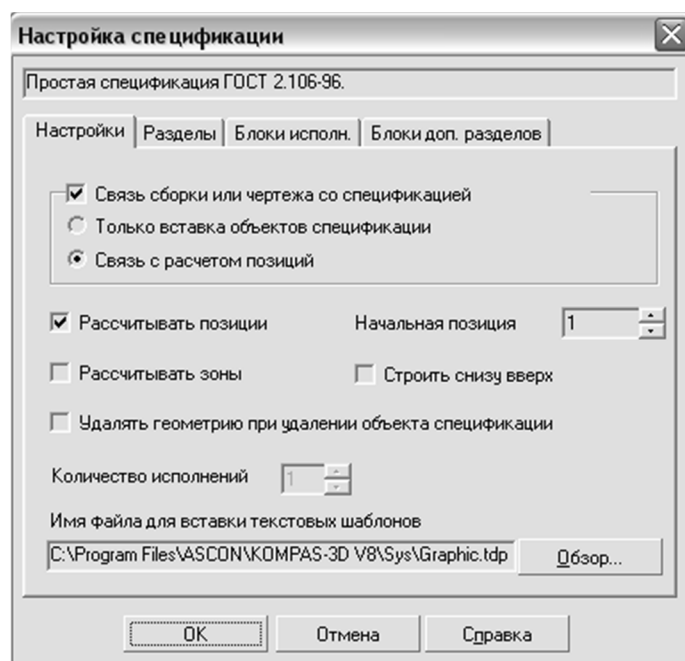 Настройка спецификации
Простая спецификация ГОСТ 2.106-96.
Настройки Разделы Блоки исполн. Блоки доп. разделов
Связь сборки или чертежа со спецификацией
Только вставка объектов спецификации
Связь с расчетом позиций
Рассчитывать позиции Начальная позиция 1
Рассчитывать зоны Строить снизу вверх
Удалять геометрию при удалении объекта спецификации
Количество исполнений 1
Имя файла для вставки текстовых шаблонов
C:\Program Files\ASCON\KOMPAS-3D V8\Sys\Graphic.tdp Обзор...
OK Отмена Справка